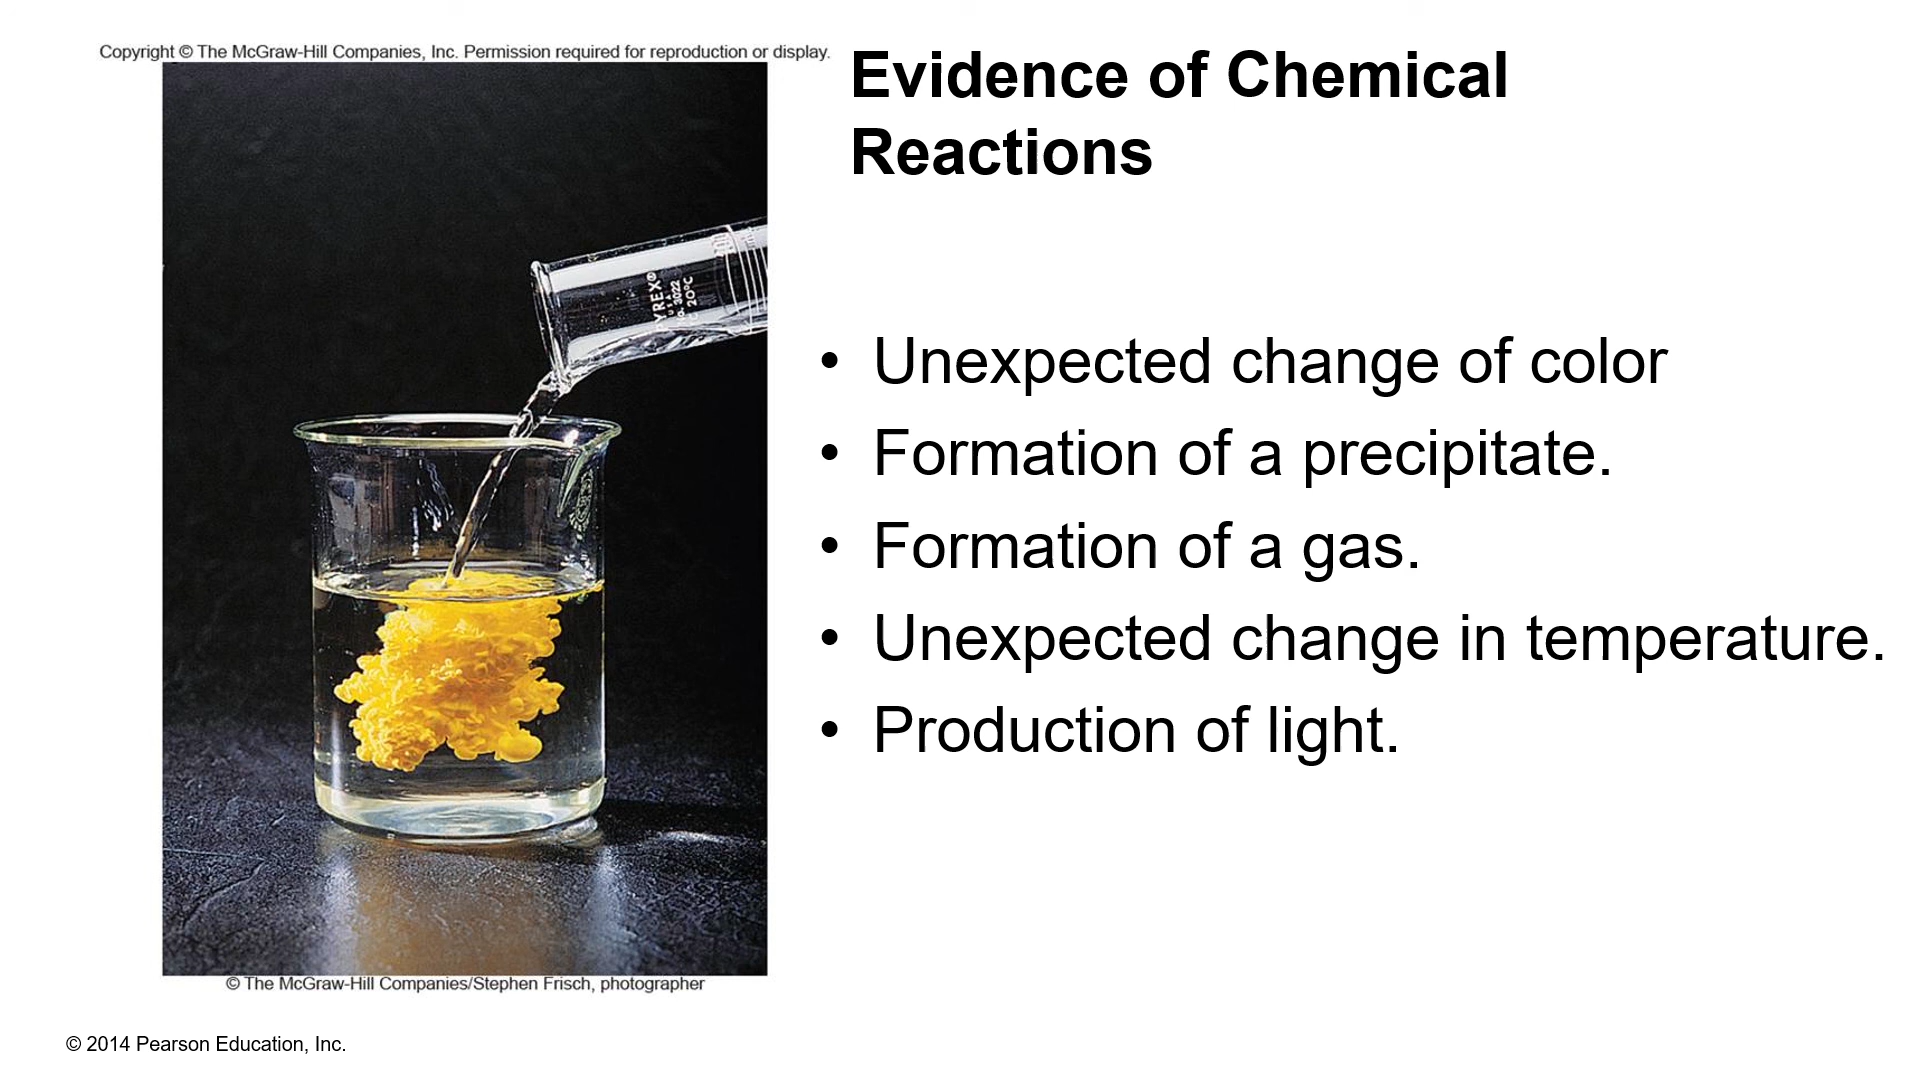 Copyright © The McGraw-Hill Companies, Inc. Permission required for reproduction or display.
Evidence of Chemical
Reactions
20°C
• Unexpected change of color
• Formation of a precipitate.
• Formation of a gas.
• Unexpected change in temperature.
• Production of light.
© The McGraw-Hill Companies/Stephen Frisch, photographer
© 2014 Pearson Education, Inc.